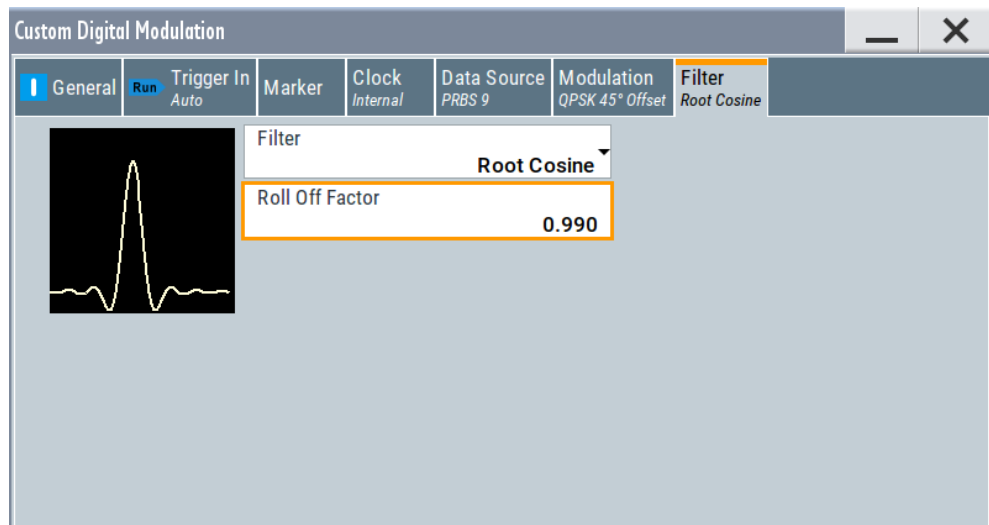 Custom Digital Modulation
General
Run
Trigger In
Auto
Marker
Clock
Internal
Data Source
PRBS 9
Modulation
QPSK 45° Offset
Filter
Root Cosine
Filter
Root Cosine
Roll Off Factor
0.990